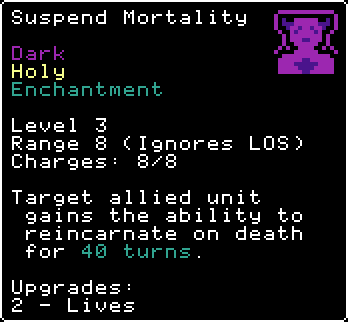 Suspend Mortality
Dark
Holy
Enchantment
Level 3
Range 8 (Ignores LOS)
Charges: 8/8
Target allied unit
gains the ability to
reincarnate on death
for 40 turns.
Upgrades:
2 - Lives